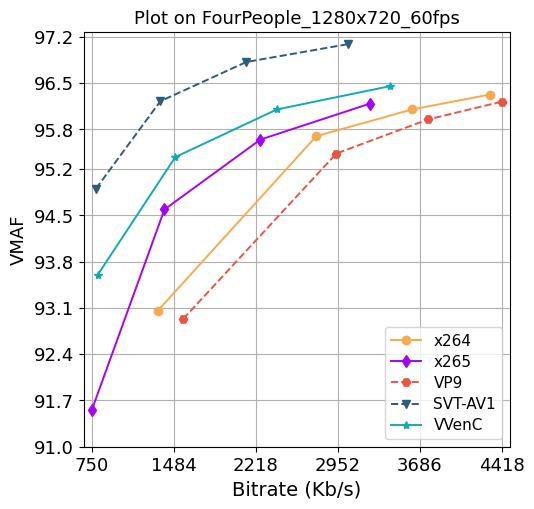 Plot on FourPeople_1280x720_60fps
97.2
96.5
95.8
95.2
94.5
93.8
93.1
92.4
91.7
91.0
VMAF
x264
x265
VP9
SVT-AV1
VVenC
750 1484 2218 2952 3686 4418
Bitrate (Kb/s)